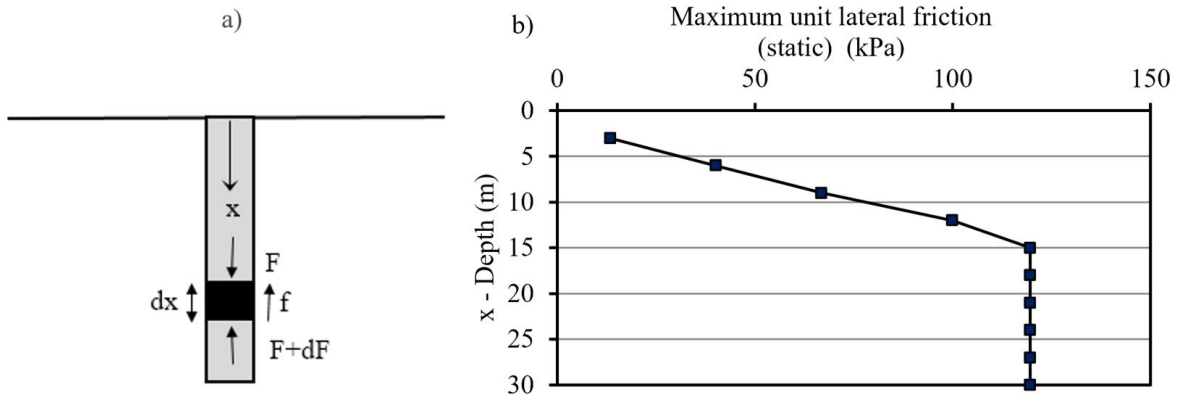 a)
x
F
dx
f
F+dF
b)
Maximum unit lateral friction
(static) (kPa)
0 50 100 150
x - Depth (m)
0
5
10
15
20
25
30